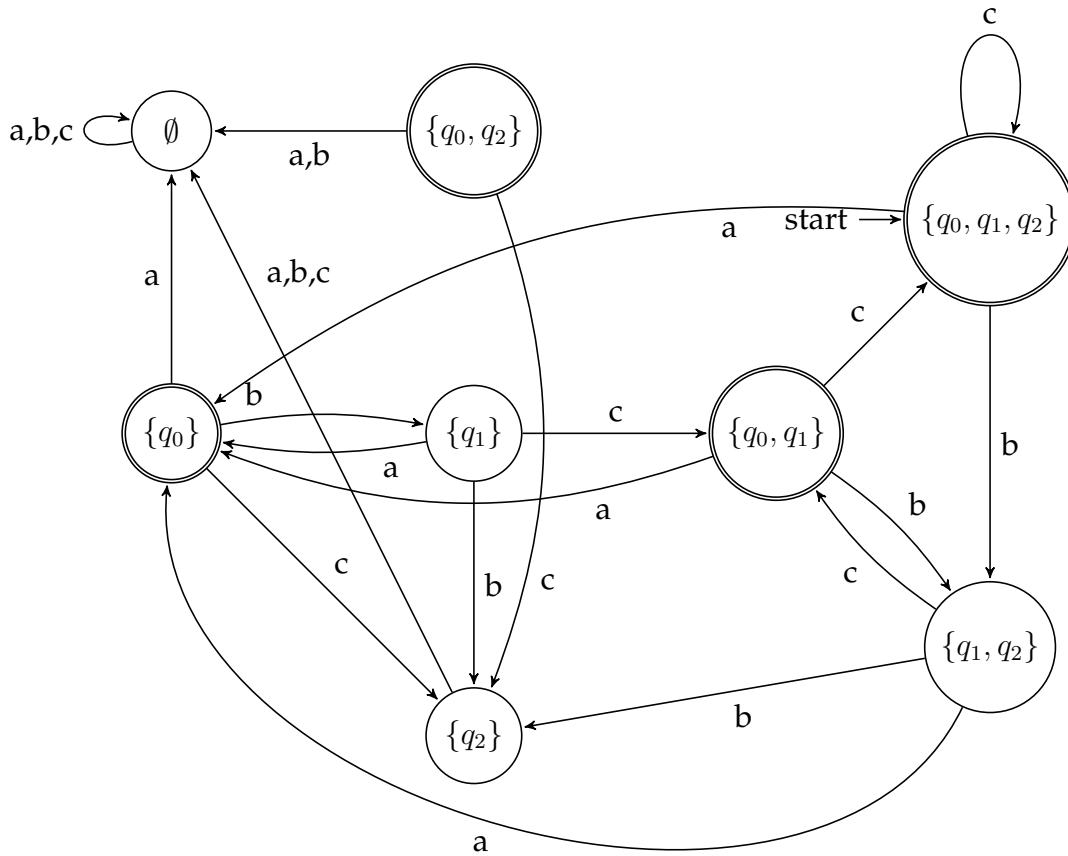 c
a,b,c
∅
{q₀, q₂}
a,b
start
{q₀, q₁, q₂}
a
a,b,c
a
c
b
{q₀}
{q₁}
c
{q₀, q₁}
b
a
a
b
c
b
c
c
{q₁, q₂}
{q₂}
b
a